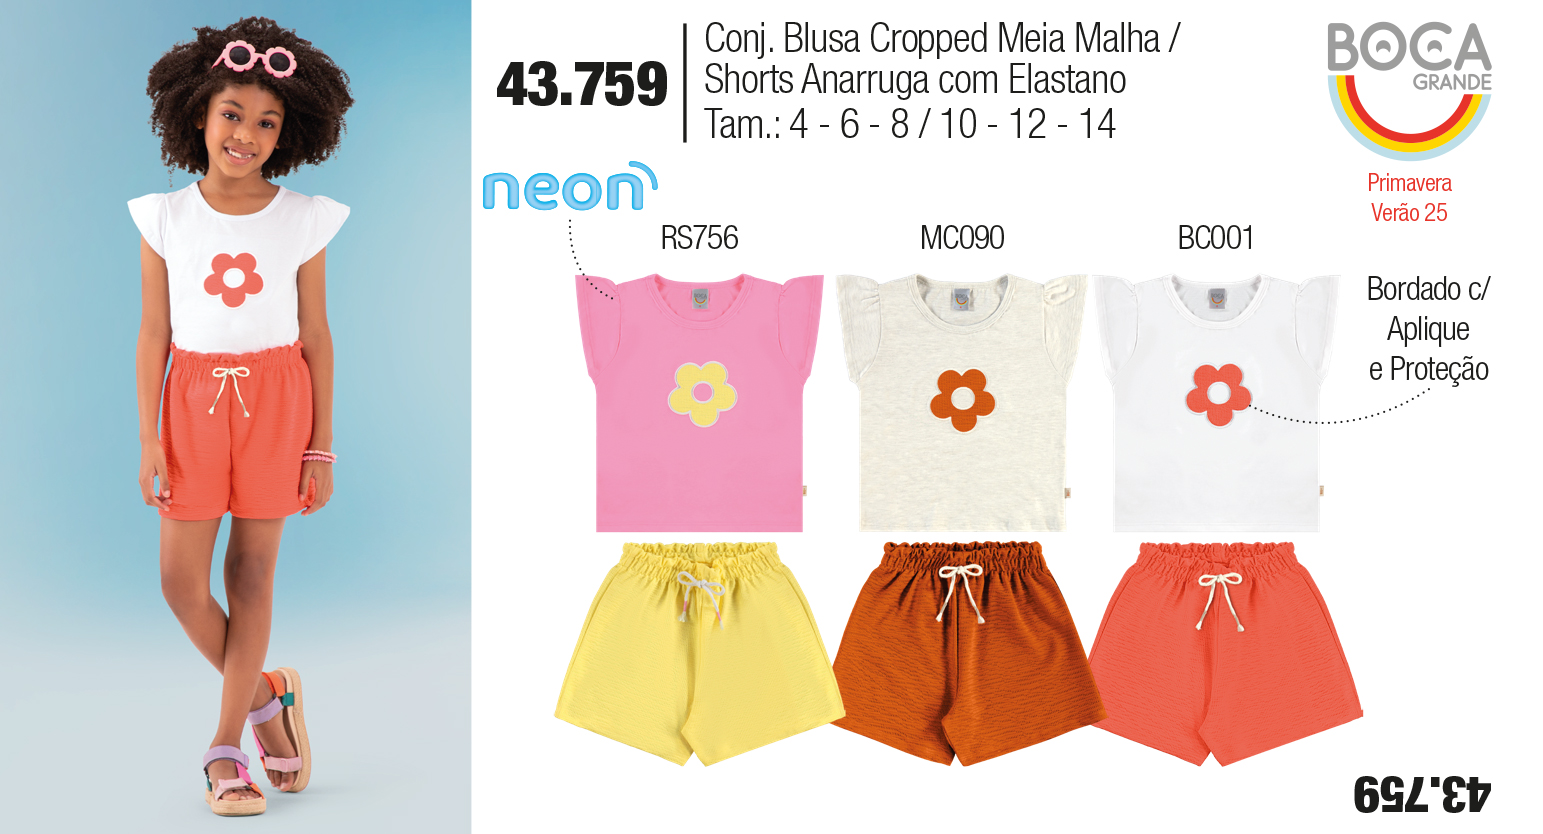 43.759
Conj. Blusa Cropped Meia Malha /
Shorts Anarruga com Elastano
Tam.: 4 - 6 - 8 / 10 - 12 - 14
BOCA
GRANDE
Primavera
Verão 25
neon
RS756
MC090
BC001
Bordado c/
Aplique
e Proteção
BOCA
43.759